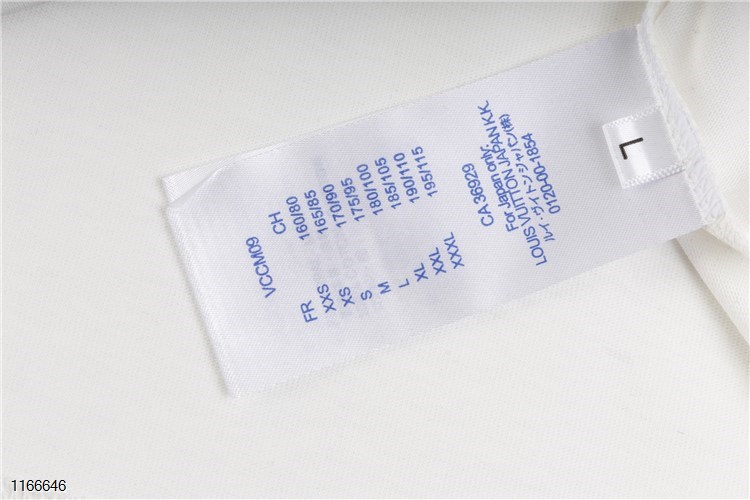 VCCM09
FR CH
XXS 160/80
XS 165/85
S 170/90
M 175/95
L 180/100
XL 185/105
XXL 190/110
XXXL 195/115
CA 36929
For Japan only:
LOUIS VUITTON JAPAN K.K.
ルイ・ヴィトンジャパン(株)
0120-00-1854
L
1166646